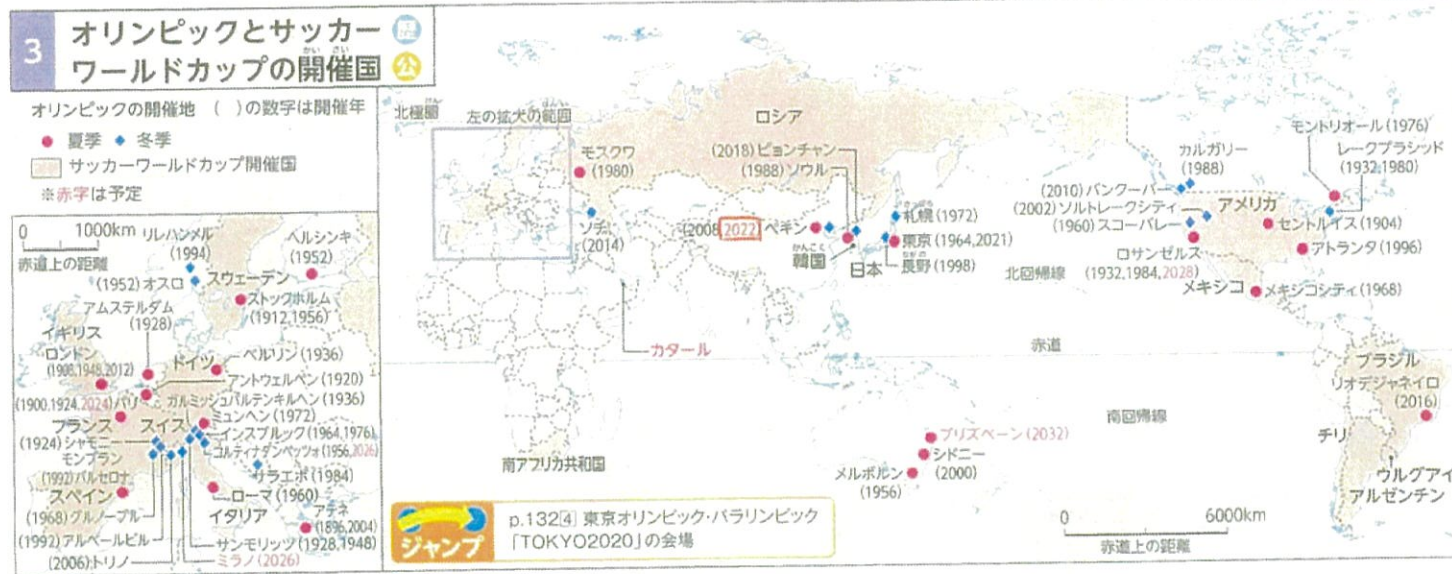 3
オリンピックとサッカー
ワールドカップの開催国
かい さい
公
オリンピックの開催地 ( )の数字は開催年
夏季 冬季
サッカーワールドカップ開催国
※赤字は予定
0 1000km
赤道上の距離
リレハンメル
(1994)
ヘルシンキ
(1952)
(1952)オスロ
スウェーデン
ストックホルム
(1912,1956)
アムステルダム
(1928)
イギリス
ロンドン
(1908,1948,2012)
ドイツ
ベルリン(1936)
アントウェルペン(1920)
(1900,1924,2024)パリ
ガルミッシュパルテンキルヘン(1936)
ミュンヘン(1972)
フランス
スイス
インスブルック(1964,1976)
(1924)シャモニー
モンブラン
コルティナダンペッツォ(1956,2026)
(1992)バルセロナ
サラエボ(1984)
スペイン
ローマ(1960)
(1968)グルノーブル
イタリア
アテネ
(1896,2004)
(1992)アルベールビル
サンモリッツ(1928,1948)
(2006)トリノ
ミラノ(2026)
北極圏
左の拡大の範囲
はんい
ロシア
モスクワ
(1980)
ソチ
(2014)
(2018)ピョンチャン
(1988)ソウル
(2008,2022)ペキン
かんこく
韓国
日本
さっぽろ
札幌(1972)
東京(1964,2021)
ながの
長野(1998)
カタール
南アフリカ共和国
モントリオール(1976)
レークプラシッド
(1932,1980)
カルガリー
(1988)
(2010)バンクーバー
(2002)ソルトレークシティ
(1960)スコーバレー
アメリカ
セントルイス(1904)
アトランタ(1996)
ロサンゼルス
(1932,1984,2028)
北回帰線
メキシコ
メキシコシティ(1968)
赤道
ブラジル
リオデジャネイロ
(2016)
南回帰線
チリ
ウルグアイ
アルゼンチン
ブリズベーン(2032)
シドニー
(2000)
メルボルン
(1956)
0 6000km
赤道上の距離
ジャンプ
p.132 4 東京オリンピック・パラリンピック
「TOKYO2020」の会場